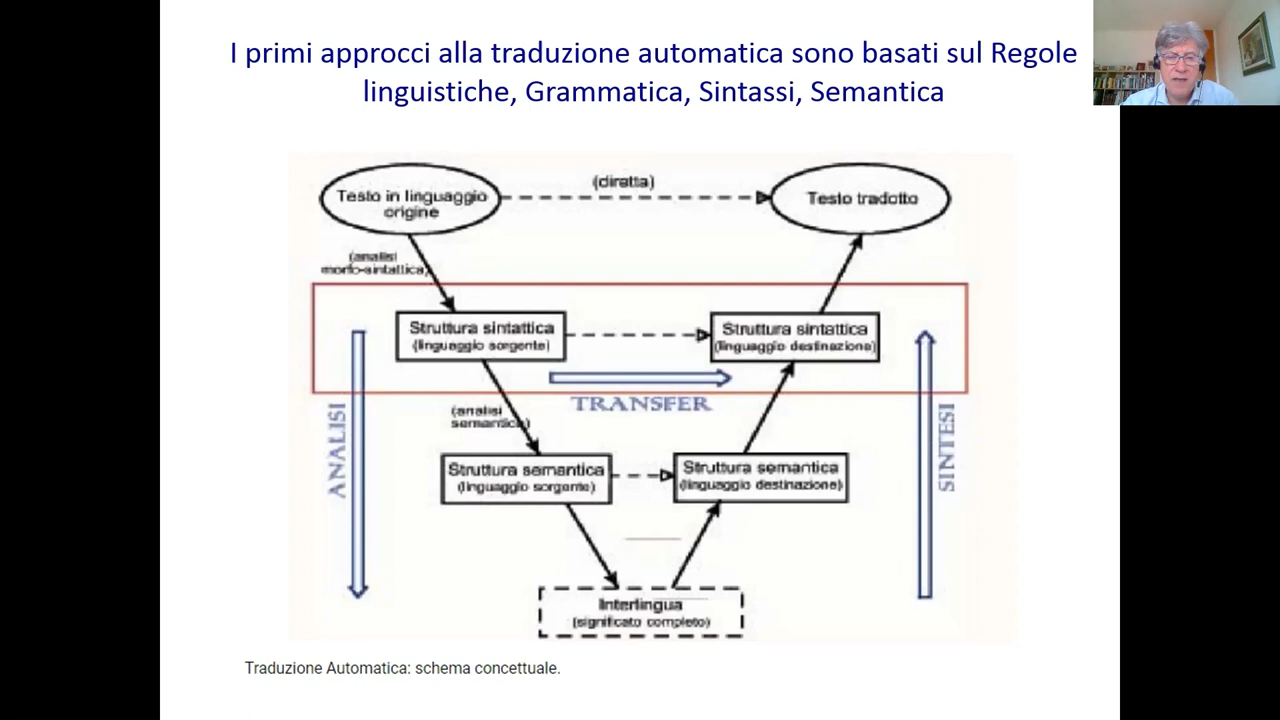 I primi approcci alla traduzione automatica sono basati sul Regole
linguistiche, Grammatica, Sintassi, Semantica
Testo in linguaggio
origine
(diretta)
Testo tradotto
(analisi
morfo-sintattica)
Struttura sintattica
(linguaggio sorgente)
Struttura sintattica
(linguaggio destinazione)
TRANSFER
ANALISI
(analisi
semantica)
SINTESI
Struttura semantica
(linguaggio sorgente)
Struttura semantica
(linguaggio destinazione)
Interlingua
(significato completo)
Traduzione Automatica: schema concettuale.